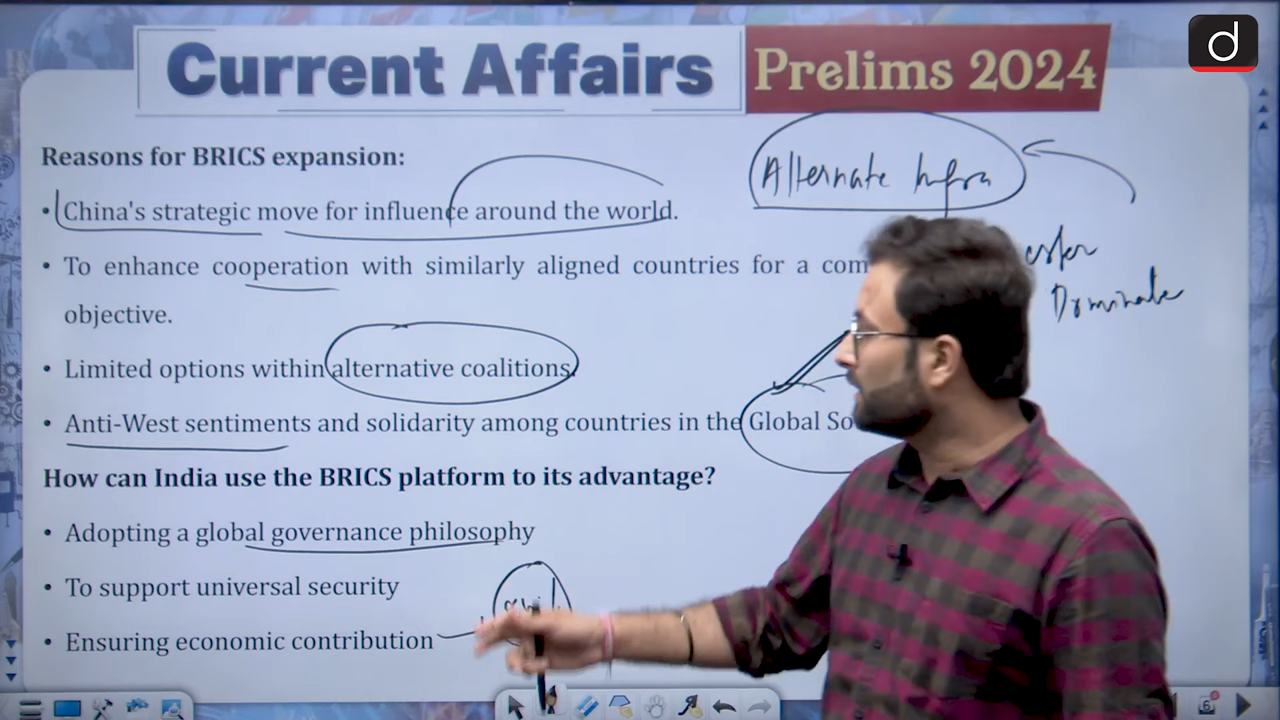 Current Affairs Prelims 2024
d
Reasons for BRICS expansion:
Alternate Infra
• China's strategic move for influence around the world.
• To enhance cooperation with similarly aligned countries for a com
Dominate
objective.
• Limited options within alternative coalitions.
• Anti-West sentiments and solidarity among countries in the Global So
How can India use the BRICS platform to its advantage?
• Adopting a global governance philosophy
• To support universal security
• Ensuring economic contribution
6